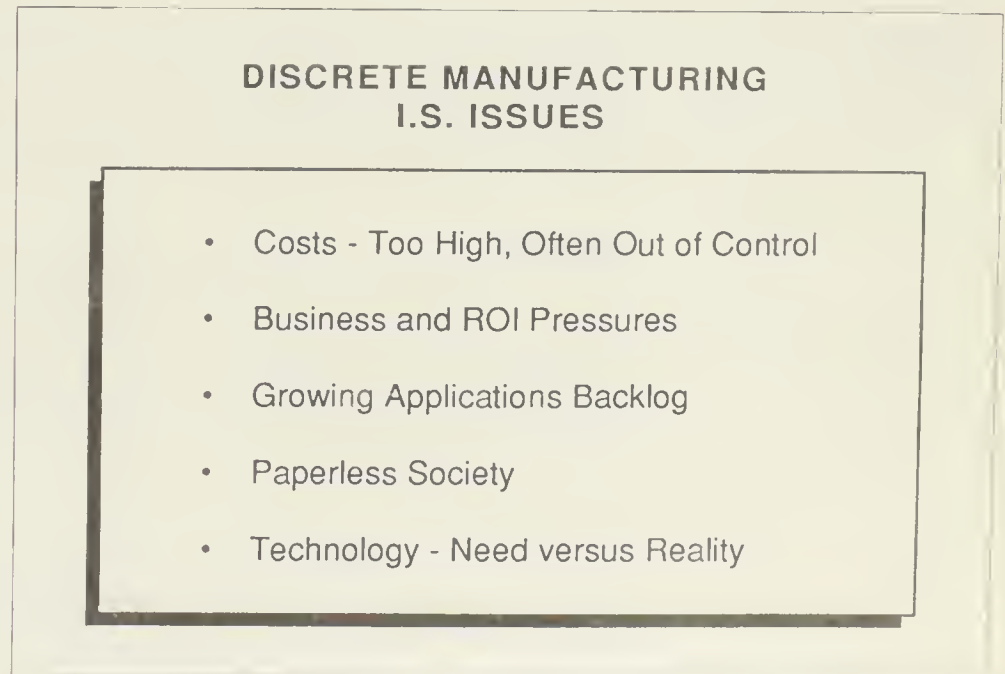 DISCRETE MANUFACTURING
I.S. ISSUES
• Costs - Too High, Often Out of Control
• Business and ROI Pressures
• Growing Applications Backlog
• Paperless Society
• Technology - Need versus Reality